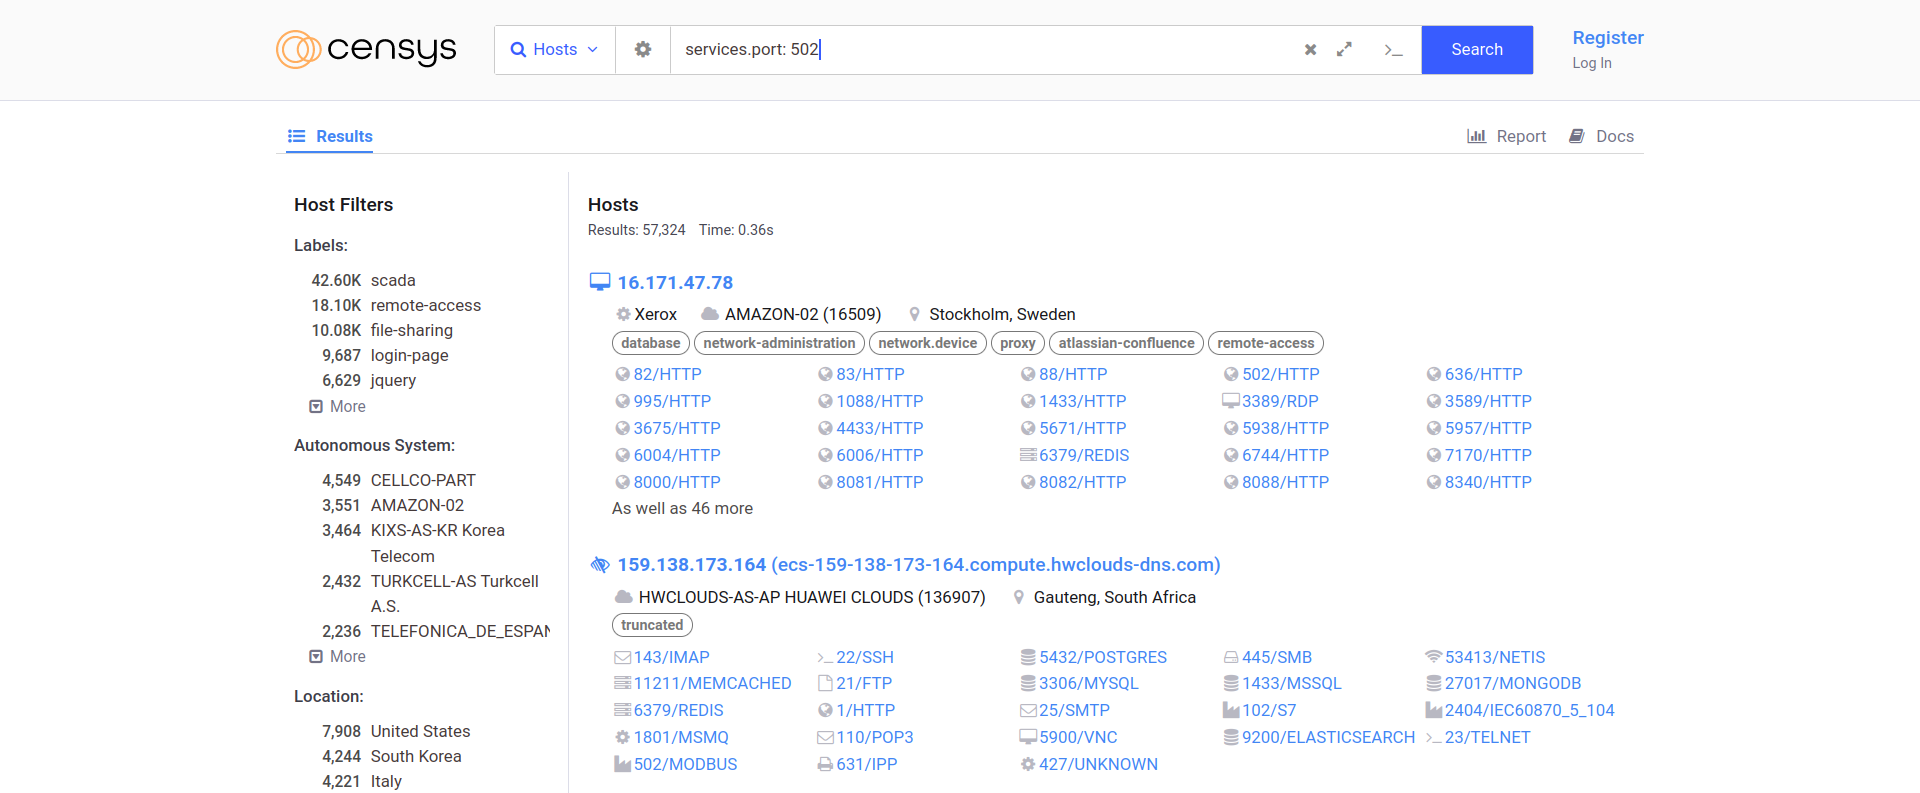 censys
Hosts
services.port: 502
Search
Register
Log In
Results
Report
Docs
Host Filters
Labels:
42.60K scada
18.10K remote-access
10.08K file-sharing
9,687 login-page
6,629 jquery
More
Autonomous System:
4,549 CELLCO-PART
3,551 AMAZON-02
3,464 KIXS-AS-KR Korea
Telecom
2,432 TURKCELL-AS Turkcell
A.S.
2,236 TELEFONICA_DE_ESPAN
More
Location:
7,908 United States
4,244 South Korea
4,221 Italy
Hosts
Results: 57,324 Time: 0.36s
16.171.47.78
Xerox AMAZON-02 (16509) Stockholm, Sweden
database network-administration network.device proxy atlassian-confluence remote-access
82/HTTP 83/HTTP 88/HTTP 502/HTTP 636/HTTP
995/HTTP 1088/HTTP 1433/HTTP 3389/RDP 3589/HTTP
3675/HTTP 4433/HTTP 5671/HTTP 5938/HTTP 5957/HTTP
6004/HTTP 6006/HTTP 6379/REDIS 6744/HTTP 7170/HTTP
8000/HTTP 8081/HTTP 8082/HTTP 8088/HTTP 8340/HTTP
As well as 46 more
159.138.173.164 (ecs-159-138-173-164.compute.hwclouds-dns.com)
HWCLOUDS-AS-AP HUAWEI CLOUDS (136907) Gauteng, South Africa
truncated
143/IMAP 22/SSH 5432/POSTGRES 445/SMB 53413/NETIS
11211/MEMCACHED 21/FTP 3306/MYSQL 1433/MSSQL 27017/MONGODB
6379/REDIS 1/HTTP 25/SMTP 102/S7 2404/IEC60870_5_104
1801/MSMQ 110/POP3 5900/VNC 9200/ELASTICSEARCH 23/TELNET
502/MODBUS 631/IPP 427/UNKNOWN